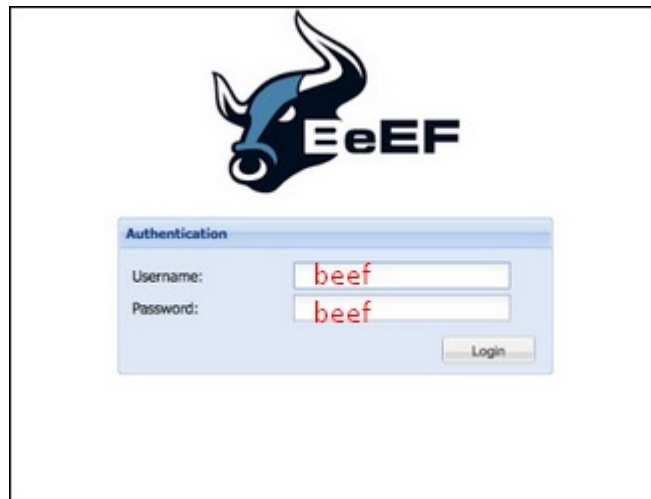 BeEF
Authentication
Username: beef
Password: beef
Login